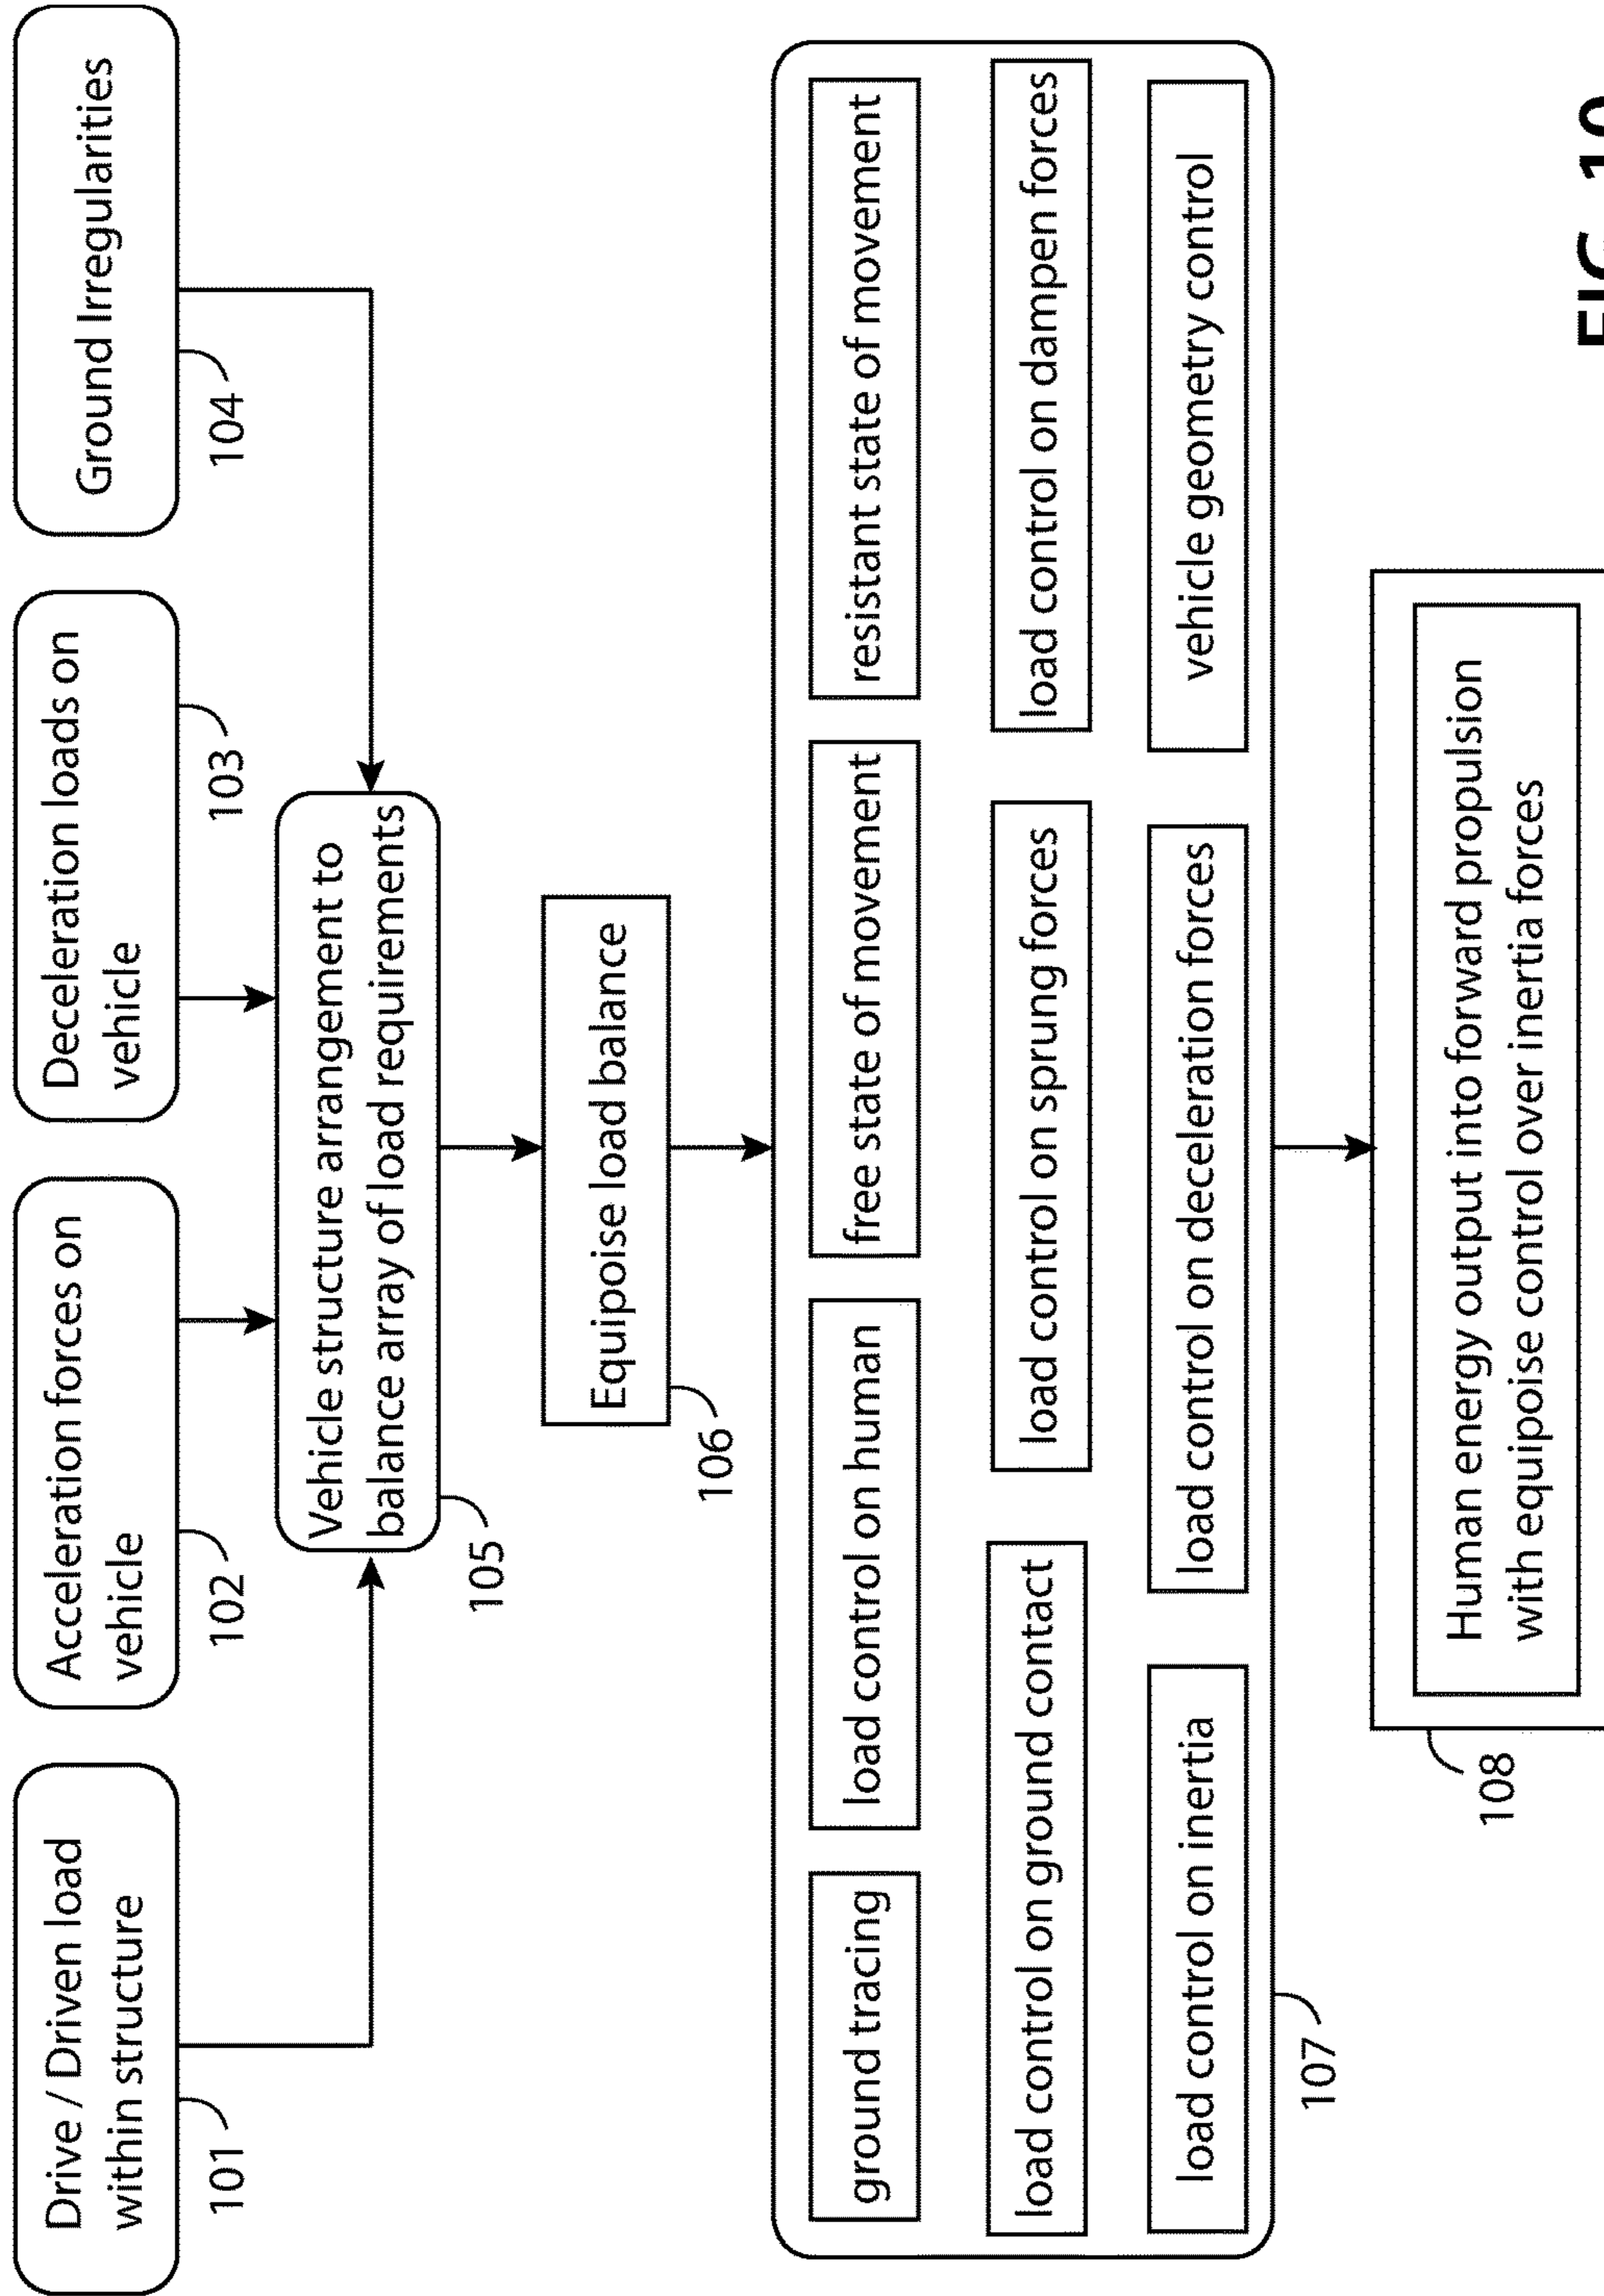 Drive / Driven load
within structure
101
Acceleration forces on
vehicle
102
Deceleration loads on
vehicle
103
Ground Irregularities
104
Vehicle structure arrangement to
balance array of load requirements
105
Equipoise load balance
106
ground tracing
load control on human
free state of movement
resistant state of movement
load control on ground contact
load control on sprung forces
load control on dampen forces
load control on inertia
load control on deceleration forces
vehicle geometry control
107
Human energy output into forward propulsion
with equipoise control over inertia forces
108
FIG. 10